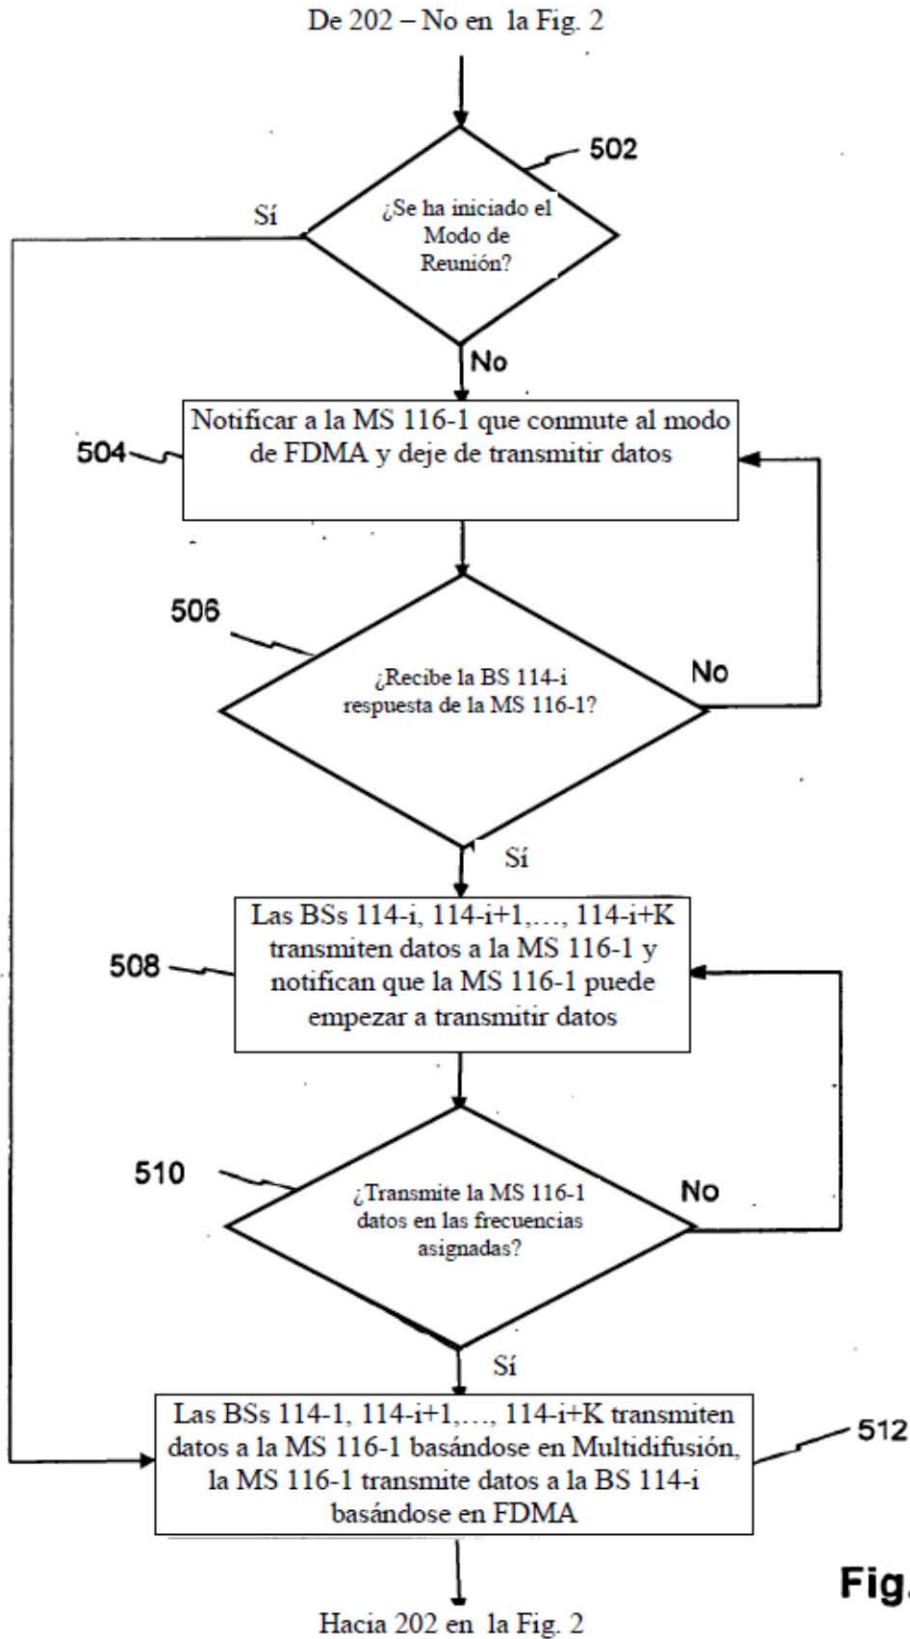 De 202 – No en la Fig. 2
502
Sí
¿Se ha iniciado el
Modo de
Reunión?
No
504
Notificar a la MS 116-1 que conmute al modo
de FDMA y deje de transmitir datos
506
¿Recibe la BS 114-i
respuesta de la MS 116-1?
No
Sí
508
Las BSs 114-i, 114-i+1,..., 114-i+K
transmiten datos a la MS 116-1 y
notifican que la MS 116-1 puede
empezar a transmitir datos
510
¿Transmite la MS 116-1
datos en las frecuencias
asignadas?
No
Sí
512
Las BSs 114-1, 114-i+1,..., 114-i+K transmiten
datos a la MS 116-1 basándose en Multidifusión,
la MS 116-1 transmite datos a la BS 114-i
basándose en FDMA
Fig.
Hacia 202 en la Fig. 2